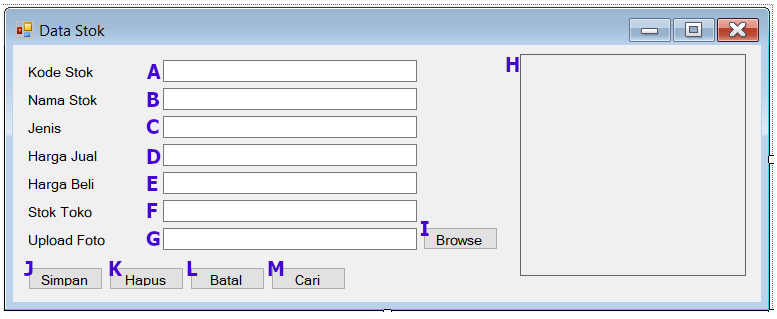 Data Stok
Kode Stok A H
Nama Stok B
Jenis C
Harga Jual D
Harga Beli E
Stok Toko F
Upload Foto G I Browse
J Simpan K Hapus L Batal M Cari